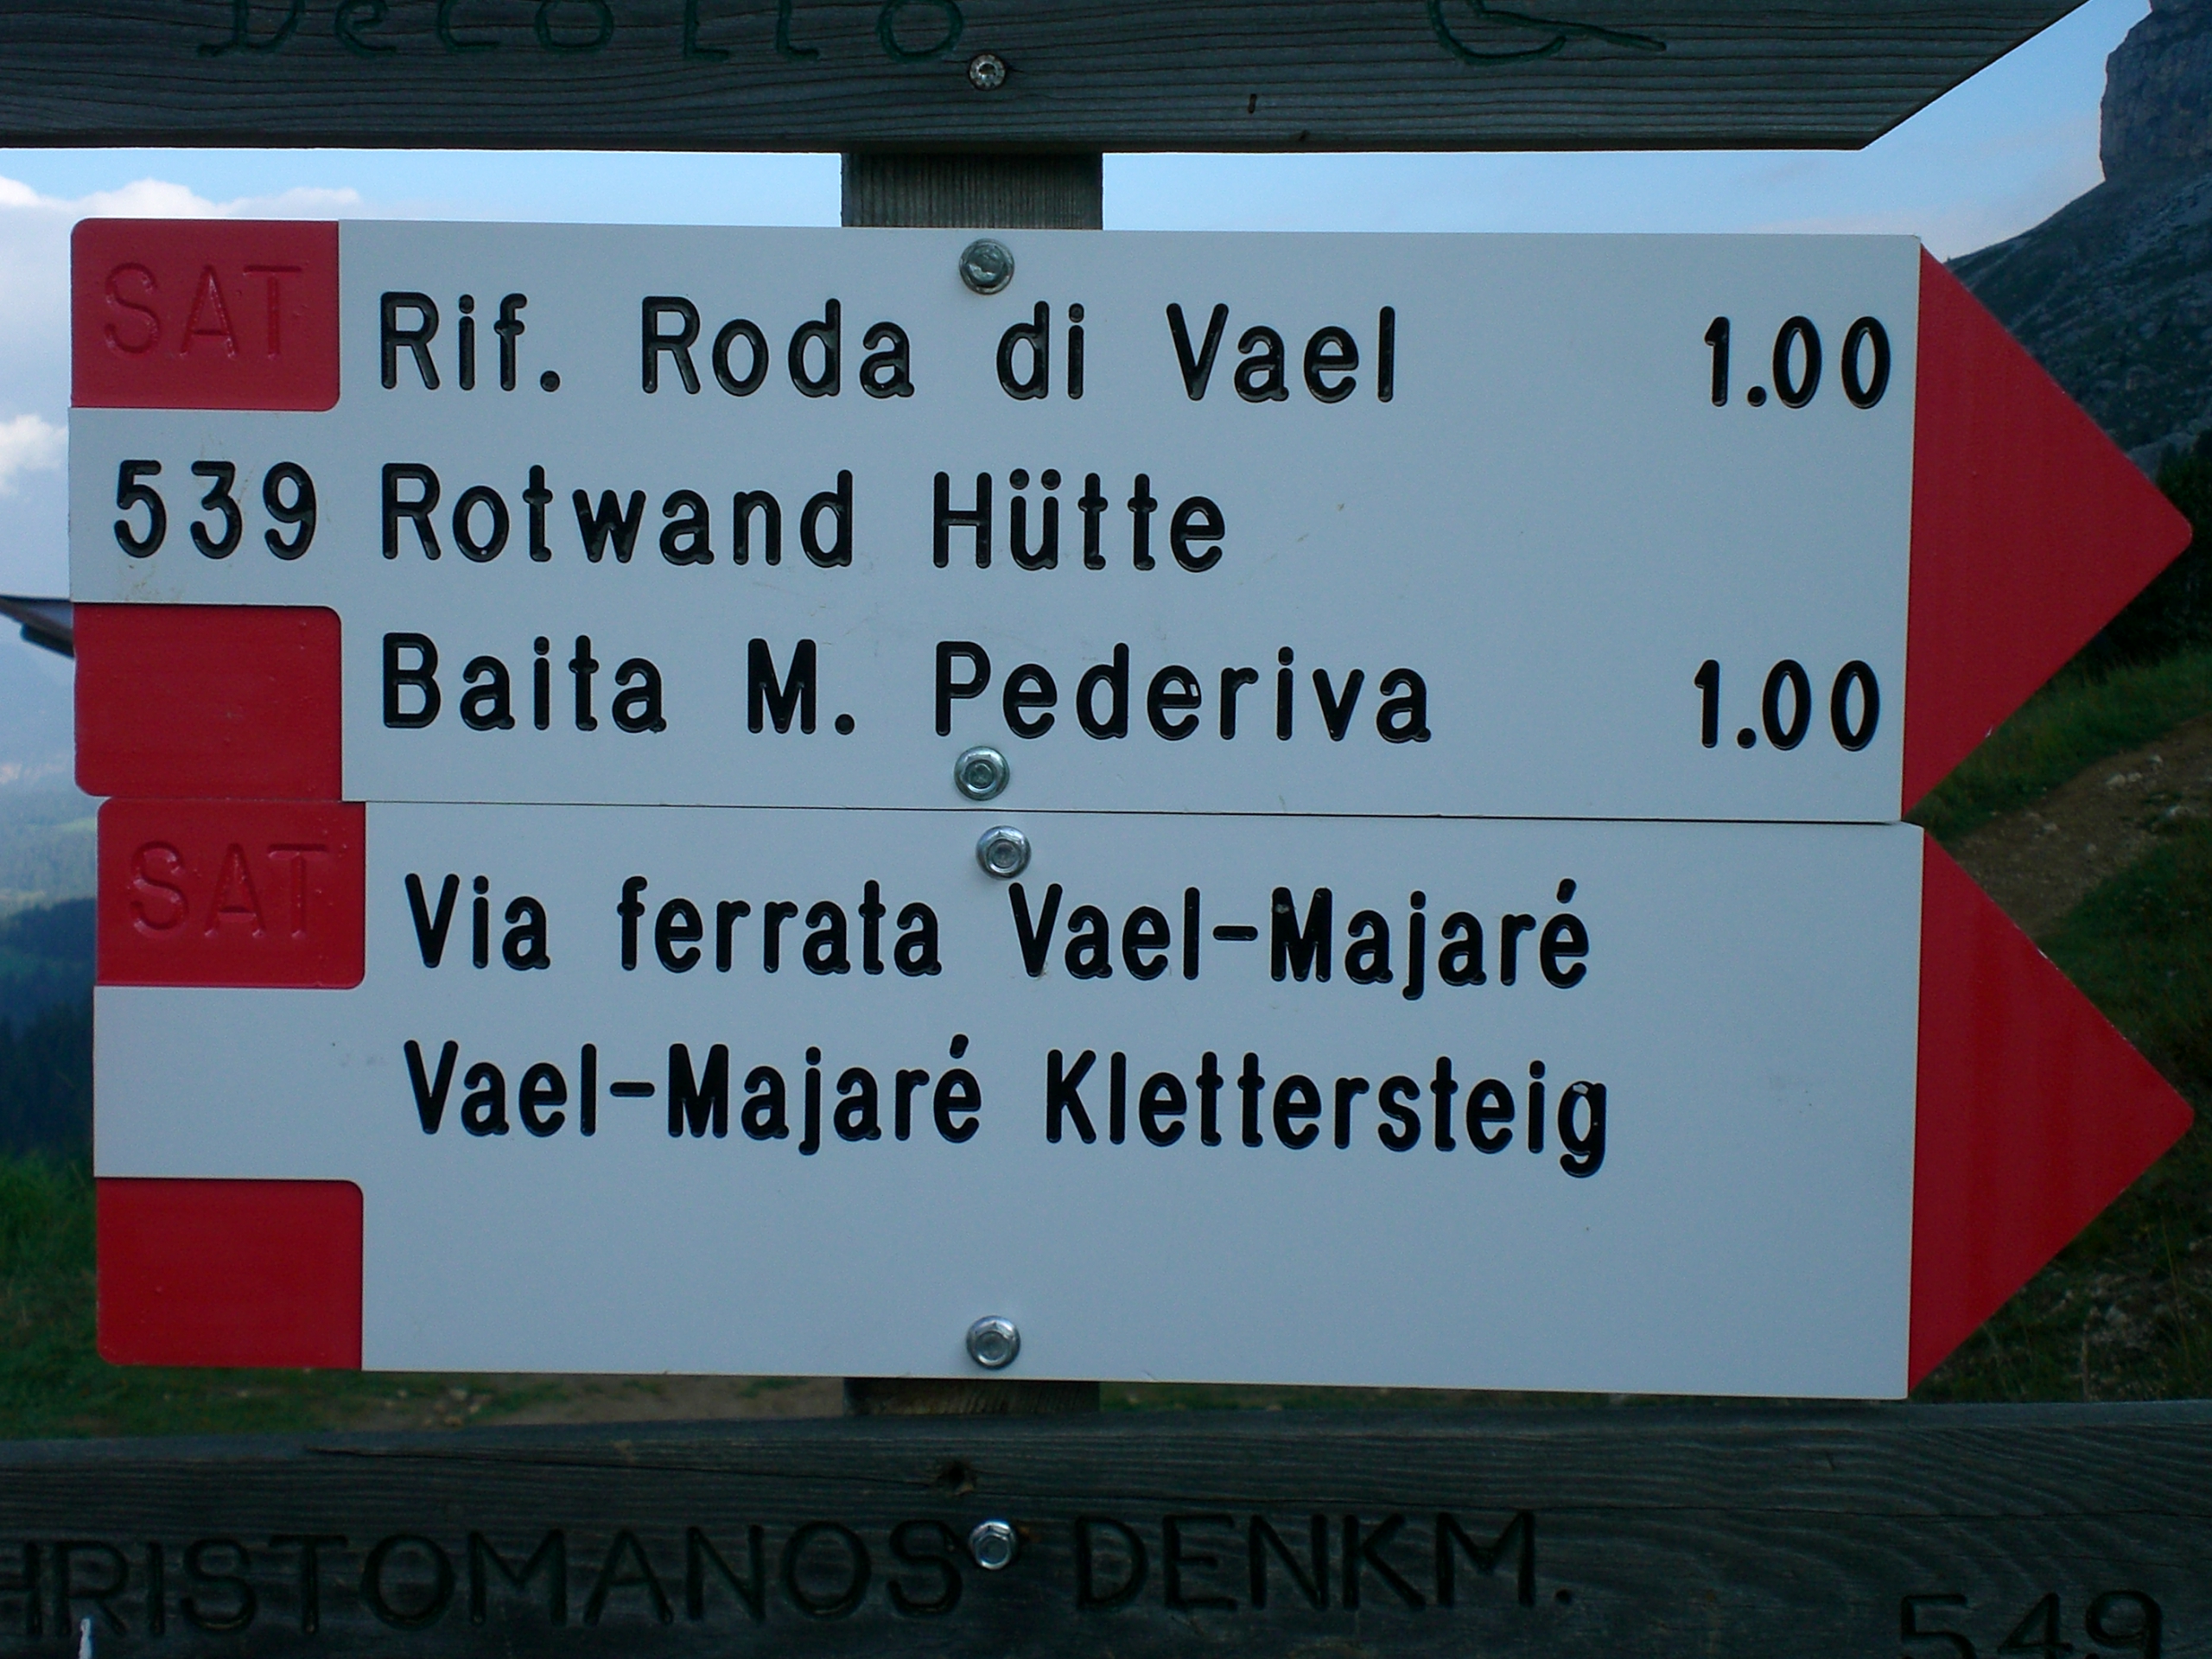 Decollo
SAT
Rif. Roda di Vael 1.00
539 Rotwand Hütte
Baita M. Pederiva 1.00
SAT
Via ferrata Vael-Majaré
Vael-Majaré Klettersteig
HRISTOMANOS DENKM.
549